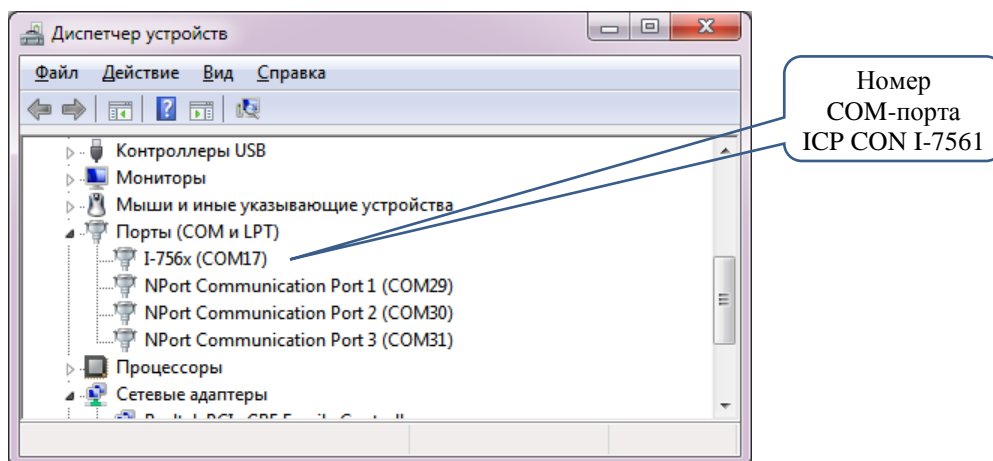 Диспетчер устройств
Файл Действие Вид Справка
Контроллеры USB
Мониторы
Мыши и иные указывающие устройства
Порты (COM и LPT)
I-756x (COM17)
NPort Communication Port 1 (COM29)
NPort Communication Port 2 (COM30)
NPort Communication Port 3 (COM31)
Процессоры
Сетевые адаптеры
Номер
COM-порта
ICP CON I-7561